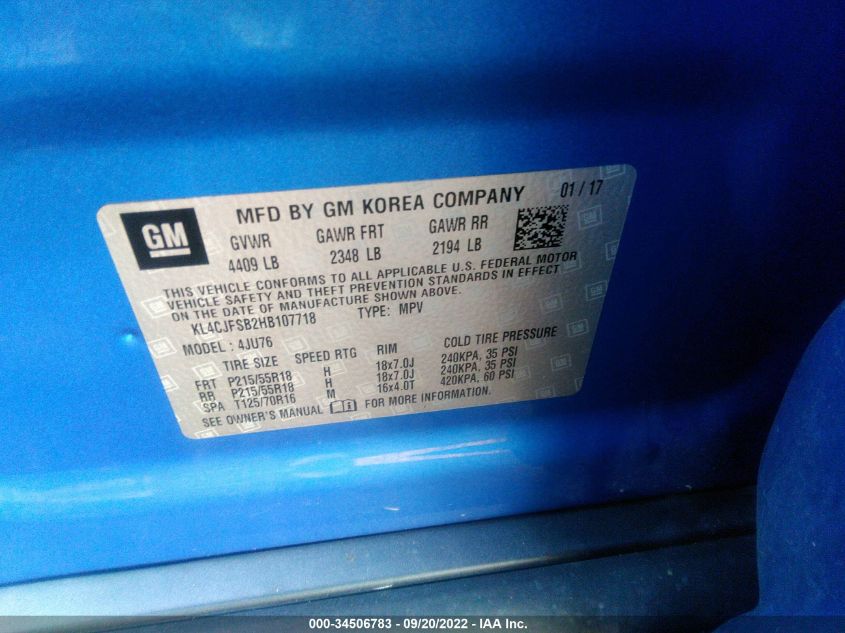 GM
MFD BY GM KOREA COMPANY 01 / 17
GVWR GAWR FRT GAWR RR
4409 LB 2348 LB 2194 LB
THIS VEHICLE CONFORMS TO ALL APPLICABLE U.S. FEDERAL MOTOR
VEHICLE SAFETY AND THEFT PREVENTION STANDARDS IN EFFECT
ON THE DATE OF MANUFACTURE SHOWN ABOVE.
KL4CJFSB2HB107718 TYPE: MPV
MODEL: 4JU76
TIRE SIZE SPEED RTG RIM COLD TIRE PRESSURE
FRT P215/55R18 H 18x7.0J 240KPA, 35 PSI
RR P215/55R18 H 18x7.0J 240KPA, 35 PSI
SPA T125/70R16 M 16x4.0T 420KPA, 60 PSI
SEE OWNER'S MANUAL FOR MORE INFORMATION.
000-34506783 - 09/20/2022 - IAA Inc.